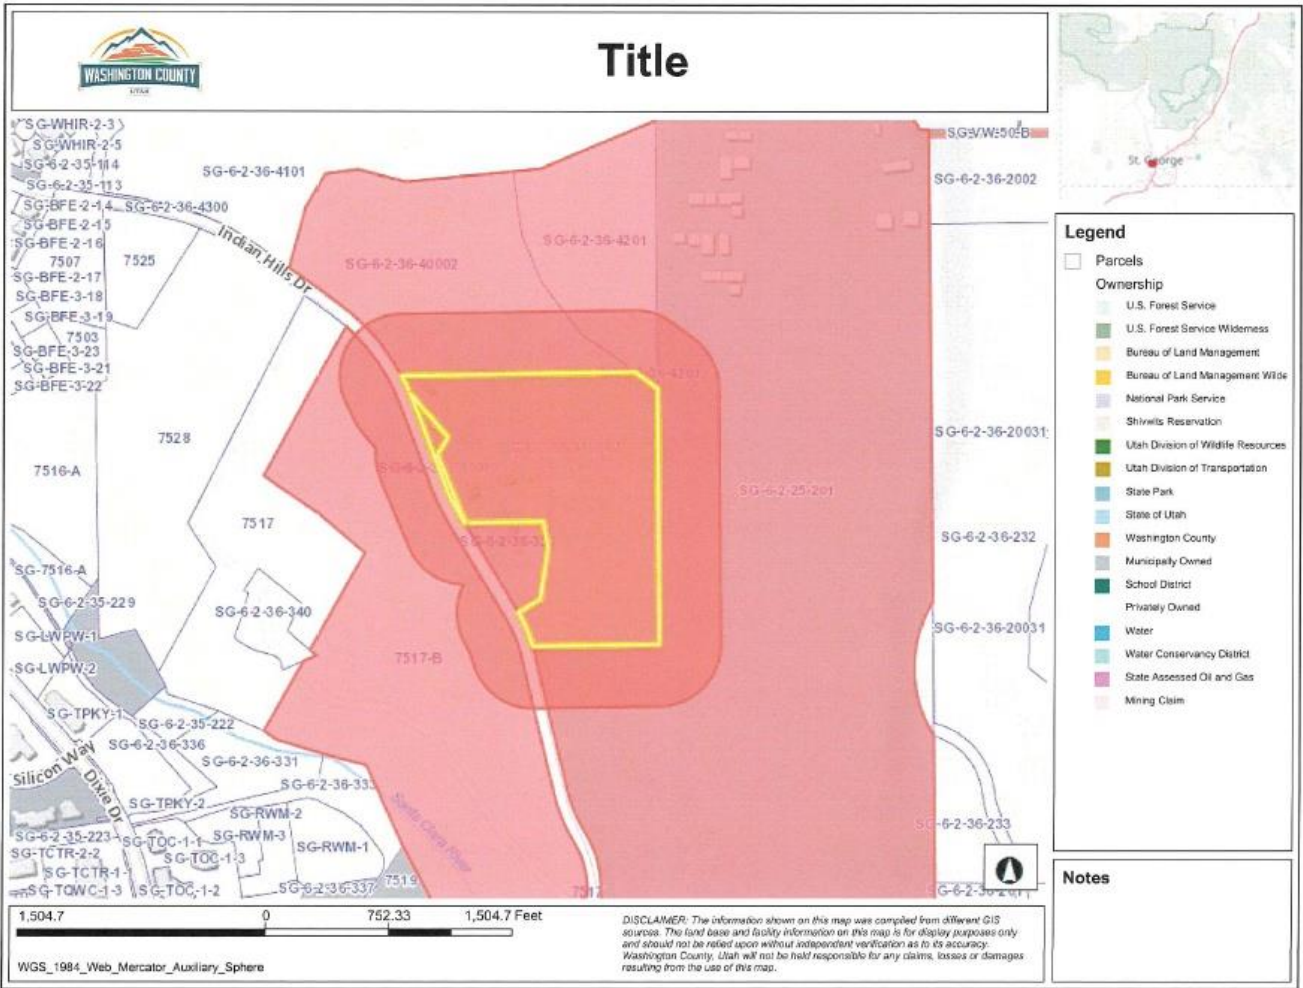 WASHINGTON COUNTY
UTAH
Title
St. George
SG-WHIR-2-3
SG-WHIR-2-5
SG-6-2-35-114
SG-6-2-35-113
SG-BFE-2-14
SG-6-2-36-4300
SG-BFE-2-15
SG-BFE-2-16
7507
7525
SG-BFE-2-17
SG-BFE-3-18
SG-BFE-3-19
7503
SG-BFE-3-23
SG-BFE-3-21
SG-BFE-3-22
SG-6-2-36-4101
Indian Hills Dr
SG-6-2-36-40002
SG-6-2-36-4201
SG-VW-50-B
SG-6-2-36-2002
7528
7516-A
7517
SG-6-2-36-20031
SG-6-2-25-201
SG-6-2-36-232
SG-7516-A
SG-6-2-35-229
SG-6-2-36-340
SG-LWPW-1
SG-LWPW-2
7517-B
SG-6-2-36-20031
SG-TPKY-1
SG-6-2-35-222
SG-6-2-36-336
SG-6-2-36-331
Silicon Way
Dixie Dr
SG-6-2-36-333
SG-TPKY-2
SG-RWM-2
SG-RWM-3
SG-RWM-1
Santa Clara River
SG-6-2-35-223
SG-TOC-1-1
SG-TCTR-2-2
SG-TOC-1-3
SG-TCTR-1-1
SG-TCWC-1-3
SG-TOC-1-2
SG-6-2-36-337
7519
7517
SG-6-2-36-233
Legend
Parcels
Ownership
U.S. Forest Service
U.S. Forest Service Wilderness
Bureau of Land Management
Bureau of Land Management Wilde
National Park Service
Shivwits Reservation
Utah Division of Wildlife Resources
Utah Division of Transportation
State Park
State of Utah
Washington County
Municipally Owned
School District
Privately Owned
Water
Water Conservancy District
State Assessed Oil and Gas
Mining Claim
Notes
1,504.7 0 752.33 1,504.7 Feet
WGS_1984_Web_Mercator_Auxiliary_Sphere
DISCLAIMER: The information shown on this map was compiled from different GIS
sources. The land base and facility information on this map is for display purposes only
and should not be relied upon without independent verification as to its accuracy.
Washington County, Utah will not be held responsible for any claims, losses or damages
resulting from the use of this map.